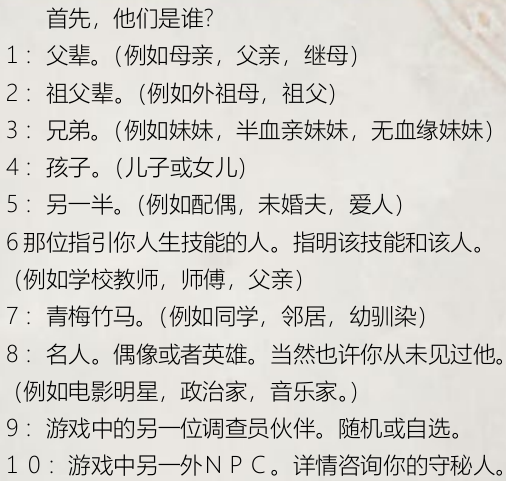 首先，他们是谁？
1：父辈。（例如母亲，父亲，继母）
2：祖父辈。（例如外祖母，祖父）
3：兄弟。（例如妹妹，半血亲妹妹，无血缘妹妹）
4：孩子。（儿子或女儿）
5：另一半。（例如配偶，未婚夫，爱人）
6那位指引你人生技能的人。指明该技能和该人。
（例如学校教师，师傅，父亲）
7：青梅竹马。（例如同学，邻居，幼驯染）
8：名人。偶像或者英雄。当然也许你从未见过他。
（例如电影明星，政治家，音乐家。）
9：游戏中的另一位调查员伙伴。随机或自选。
10：游戏中另一外NPC。详情咨询你的守秘人。